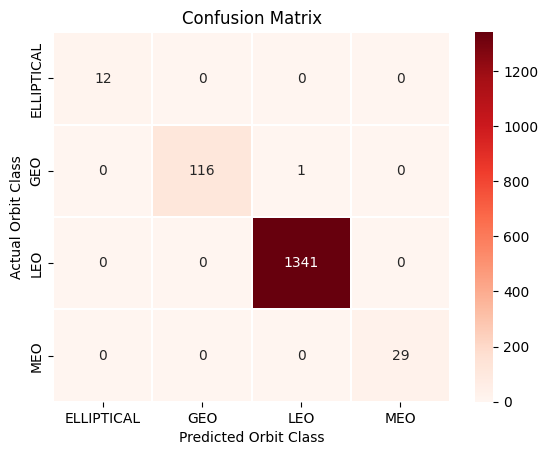 Confusion Matrix
Actual Orbit Class
ELLIPTICAL
12 0 0 0
GEO
0 116 1 0
LEO
0 0 1341 0
MEO
0 0 0 29
ELLIPTICAL GEO LEO MEO
Predicted Orbit Class
1200
1000
800
600
400
200
0